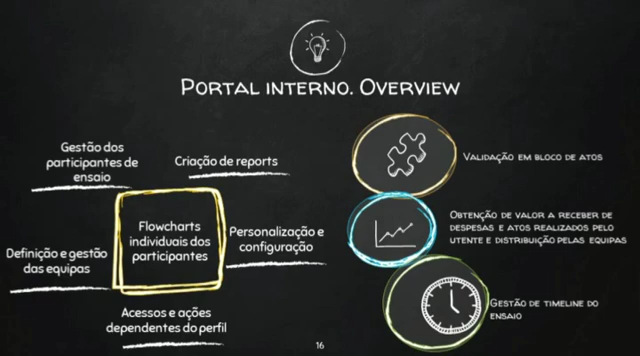 Portal interno. Overview
Gestão dos
participantes de
ensaio
Criação de reports
Flowcharts
individuais dos
participantes
Personalização e
configuração
Definição e gestão
das equipas
Acessos e ações
dependentes do perfil
Validação em bloco de atos
Obtenção de valor a receber de
despesas e atos realizados pelo
utente e distribuição pelas equipas
Gestão de timeline do
ensaio
16